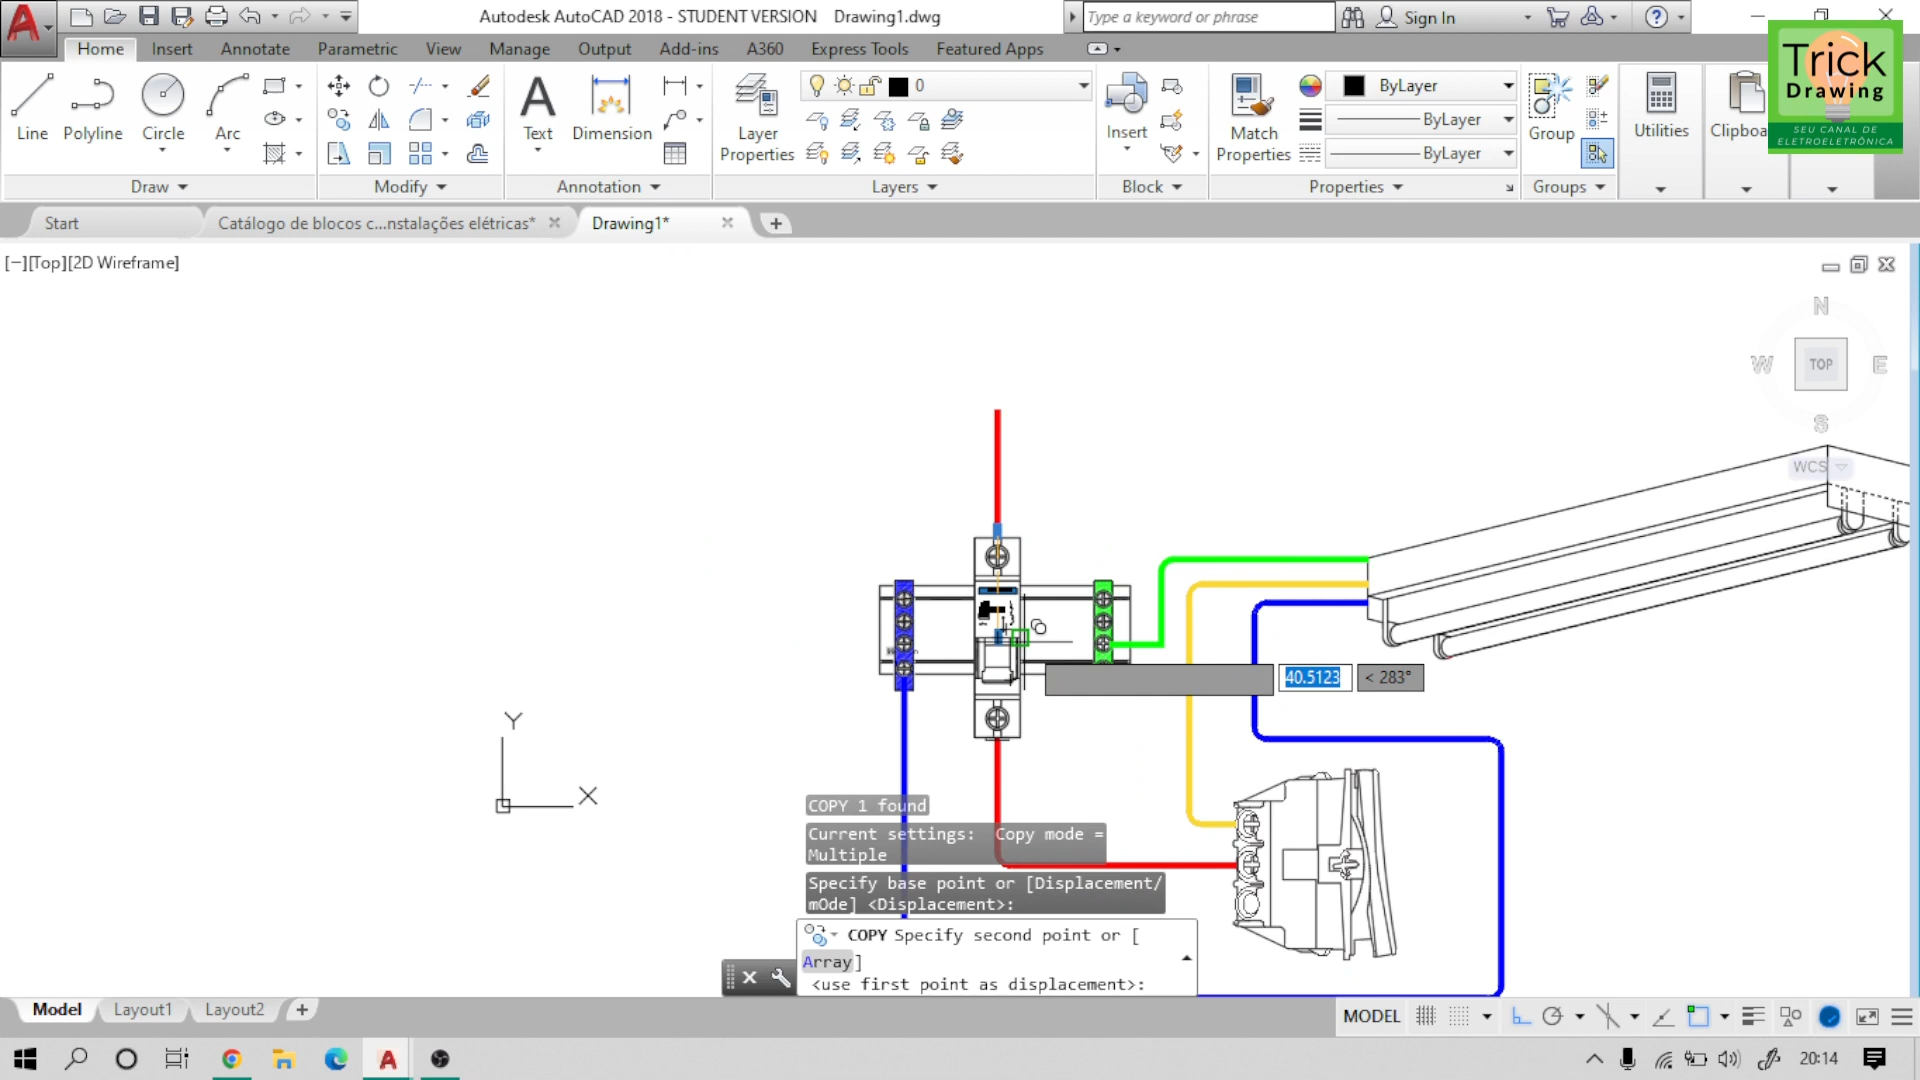 Autodesk AutoCAD 2018 - STUDENT VERSION Drawing1.dwg
Type a keyword or phrase
Sign In
Home Insert Annotate Parametric View Manage Output Add-ins A360 Express Tools Featured Apps
Trick
Drawing
SEU CANAL DE
ELETROELETRÔNICA
0
ByLayer
ByLayer
ByLayer
Line Polyline Circle Arc
Text Dimension
Layer
Properties
Insert
Match
Properties
Group
Utilities
Clipboa
Draw Modify Annotation Layers Block Properties Groups
Start
Catálogo de blocos c...nstalações elétricas*
Drawing1*
[−][Top][2D Wireframe]
N
W TOP E
S
WCS
40.5123
< 283°
Y
X
COPY 1 found
Current settings: Copy mode =
Multiple
Specify base point or [Displacement/
mOde] <Displacement>:
COPY Specify second point or [
Array]
<use first point as displacement>:
Model Layout1 Layout2
MODEL
20:14